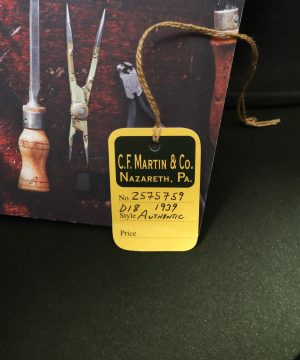 C.F. MARTIN & CO.
NAZARETH, PA.
No. 2575759
D18 1939
Style AUTHENTIC
Price